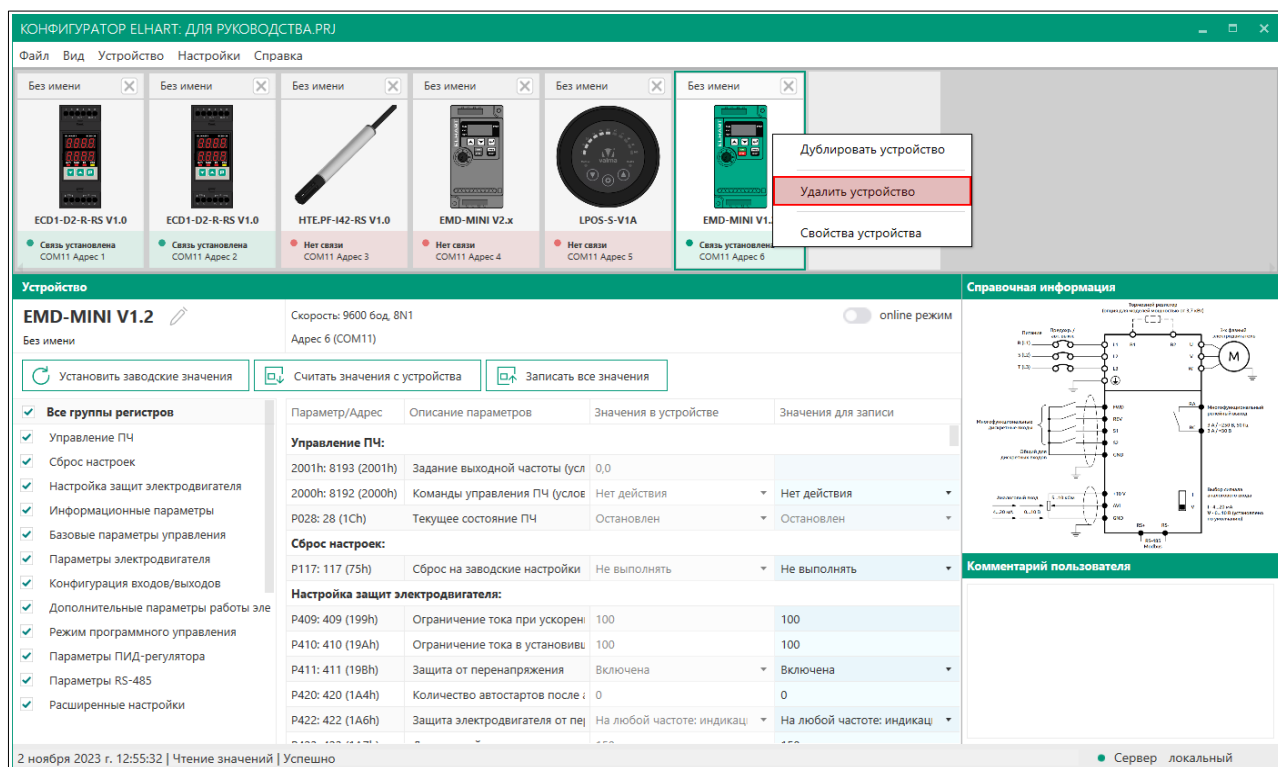 КОНФИГУРАТОР ELHART: ДЛЯ РУКОВОДСТВА.PRJ
Файл Вид Устройство Настройки Справка
Без имени Без имени Без имени Без имени Без имени Без имени
ECD1-D2-R-RS V1.0 ECD1-D2-R-RS V1.0 HTE.PF-I42-RS V1.0 EMD-MINI V2.x LPOS-S-V1A EMD-MINI V1.
Связь установлена Связь установлена Нет связи Нет связи Нет связи Связь установлена
COM11 Адрес 1 COM11 Адрес 2 COM11 Адрес 3 COM11 Адрес 4 COM11 Адрес 5 COM11 Адрес 6
Дублировать устройство
Удалить устройство
Свойства устройства
Устройство
EMD-MINI V1.2
Без имени
Скорость: 9600 бод, 8N1
Адрес 6 (COM11)
online режим
Установить заводские значения Считать значения с устройства Записать все значения
Все группы регистров
Управление ПЧ
Сброс настроек
Настройка защит электродвигателя
Информационные параметры
Базовые параметры управления
Параметры электродвигателя
Конфигурация входов/выходов
Дополнительные параметры работы эле
Режим программного управления
Параметры ПИД-регулятора
Параметры RS-485
Расширенные настройки
Параметр/Адрес Описание параметров Значения в устройстве Значения для записи
Управление ПЧ:
2001h: 8193 (2001h) Задание выходной частоты (усл 0,0
2000h: 8192 (2000h) Команды управления ПЧ (услов Нет действия Нет действия
P028: 28 (1Ch) Текущее состояние ПЧ Остановлен Остановлен
Сброс настроек:
P117: 117 (75h) Сброс на заводские настройки Не выполнять Не выполнять
Настройка защит электродвигателя:
P409: 409 (199h) Ограничение тока при ускорен 100 100
P410: 410 (19Ah) Ограничение тока в установивш 100 100
P411: 411 (19Bh) Защита от перенапряжения Включена Включена
P420: 420 (1A4h) Количество автостартов после 0 0
P422: 422 (1A6h) Защита электродвигателя от пер На любой частоте: индикац На любой частоте: индикац
Справочная информация
M
Комментарий пользователя
2 ноября 2023 г. 12:55:32 | Чтение значений | Успешно
Сервер локальный